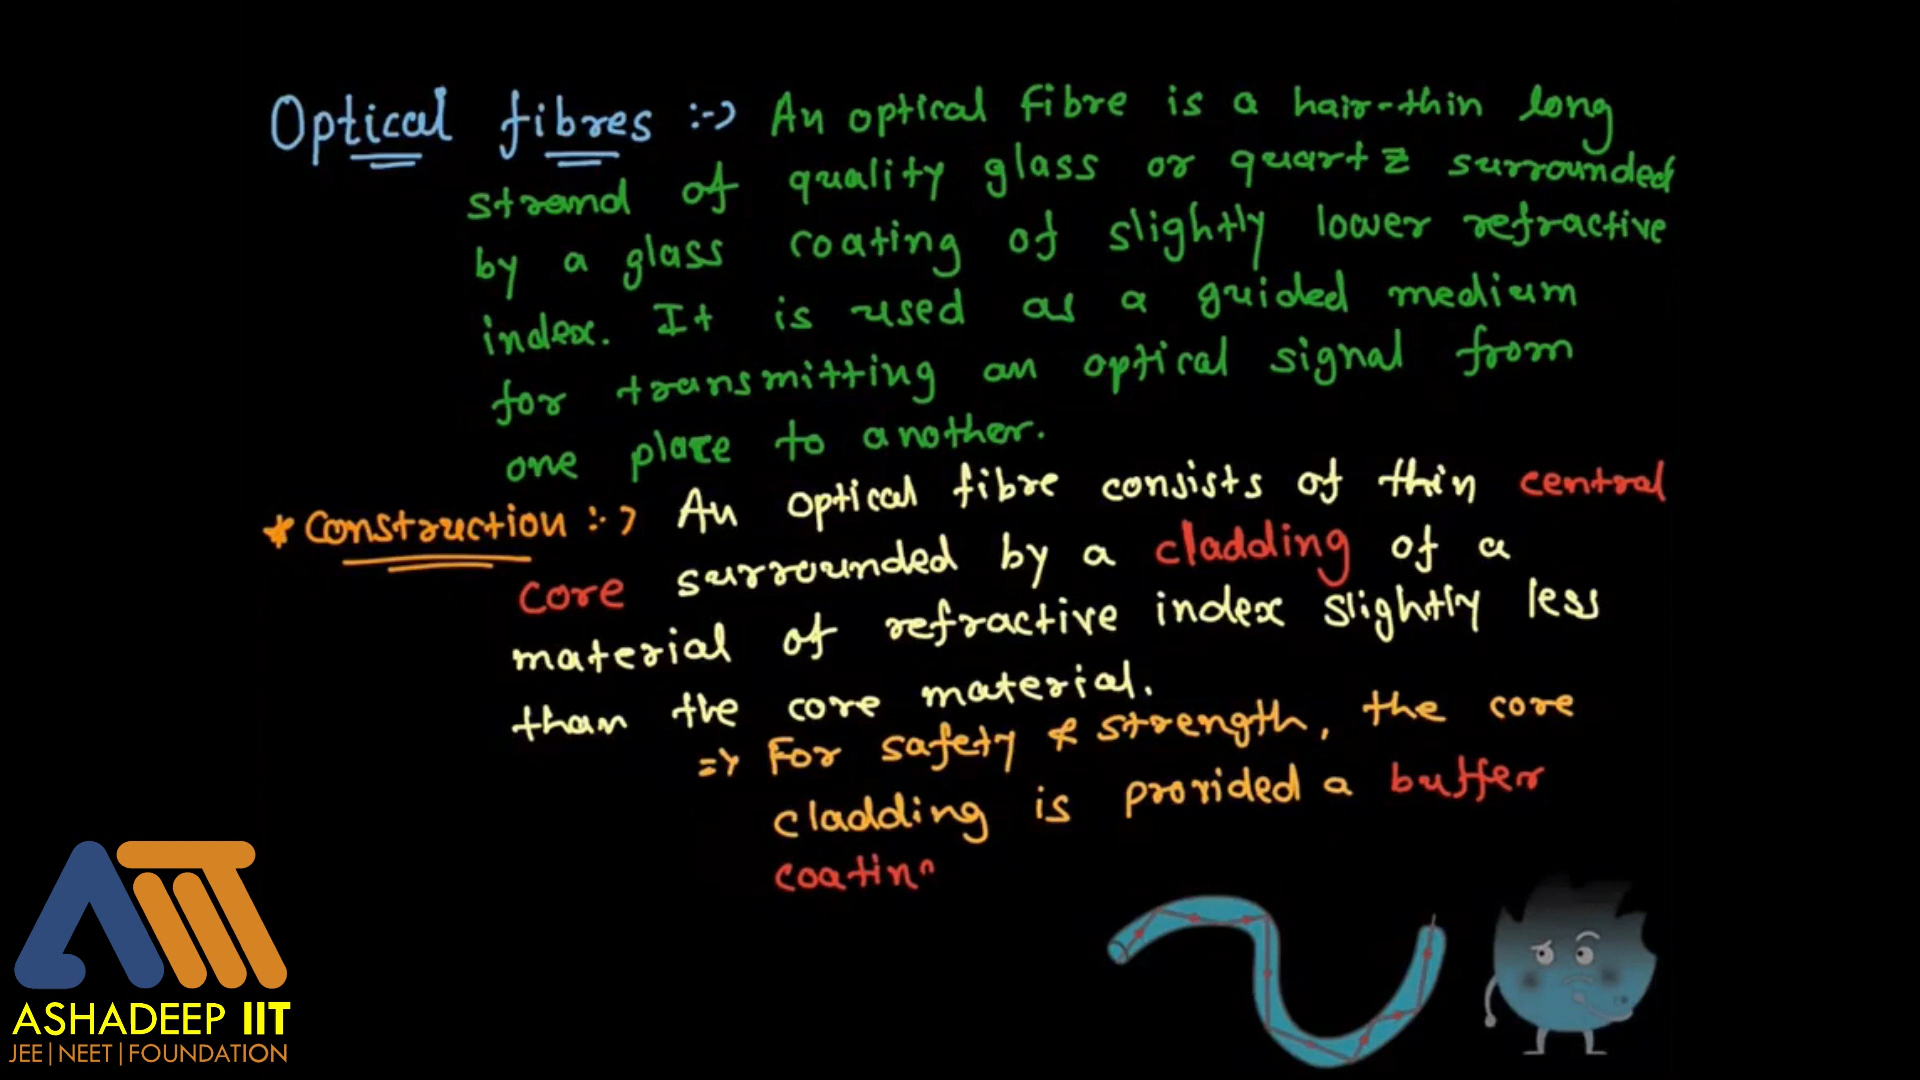 Optical fibres :-> An optical fibre is a hair-thin long
strand of quality glass or quartz surrounded
by a glass coating of slightly lower refractive
index. It is used as a guided medium
for transmitting an optical signal from
one place to another.
* Construction :-> An optical fibre consists of thin central
core surrounded by a cladding of a
material of refractive index slightly less
than the core material.
=> For safety & strength, the core
cladding is provided a buffer
coatin
ASHADEEP IIT
JEE | NEET | FOUNDATION